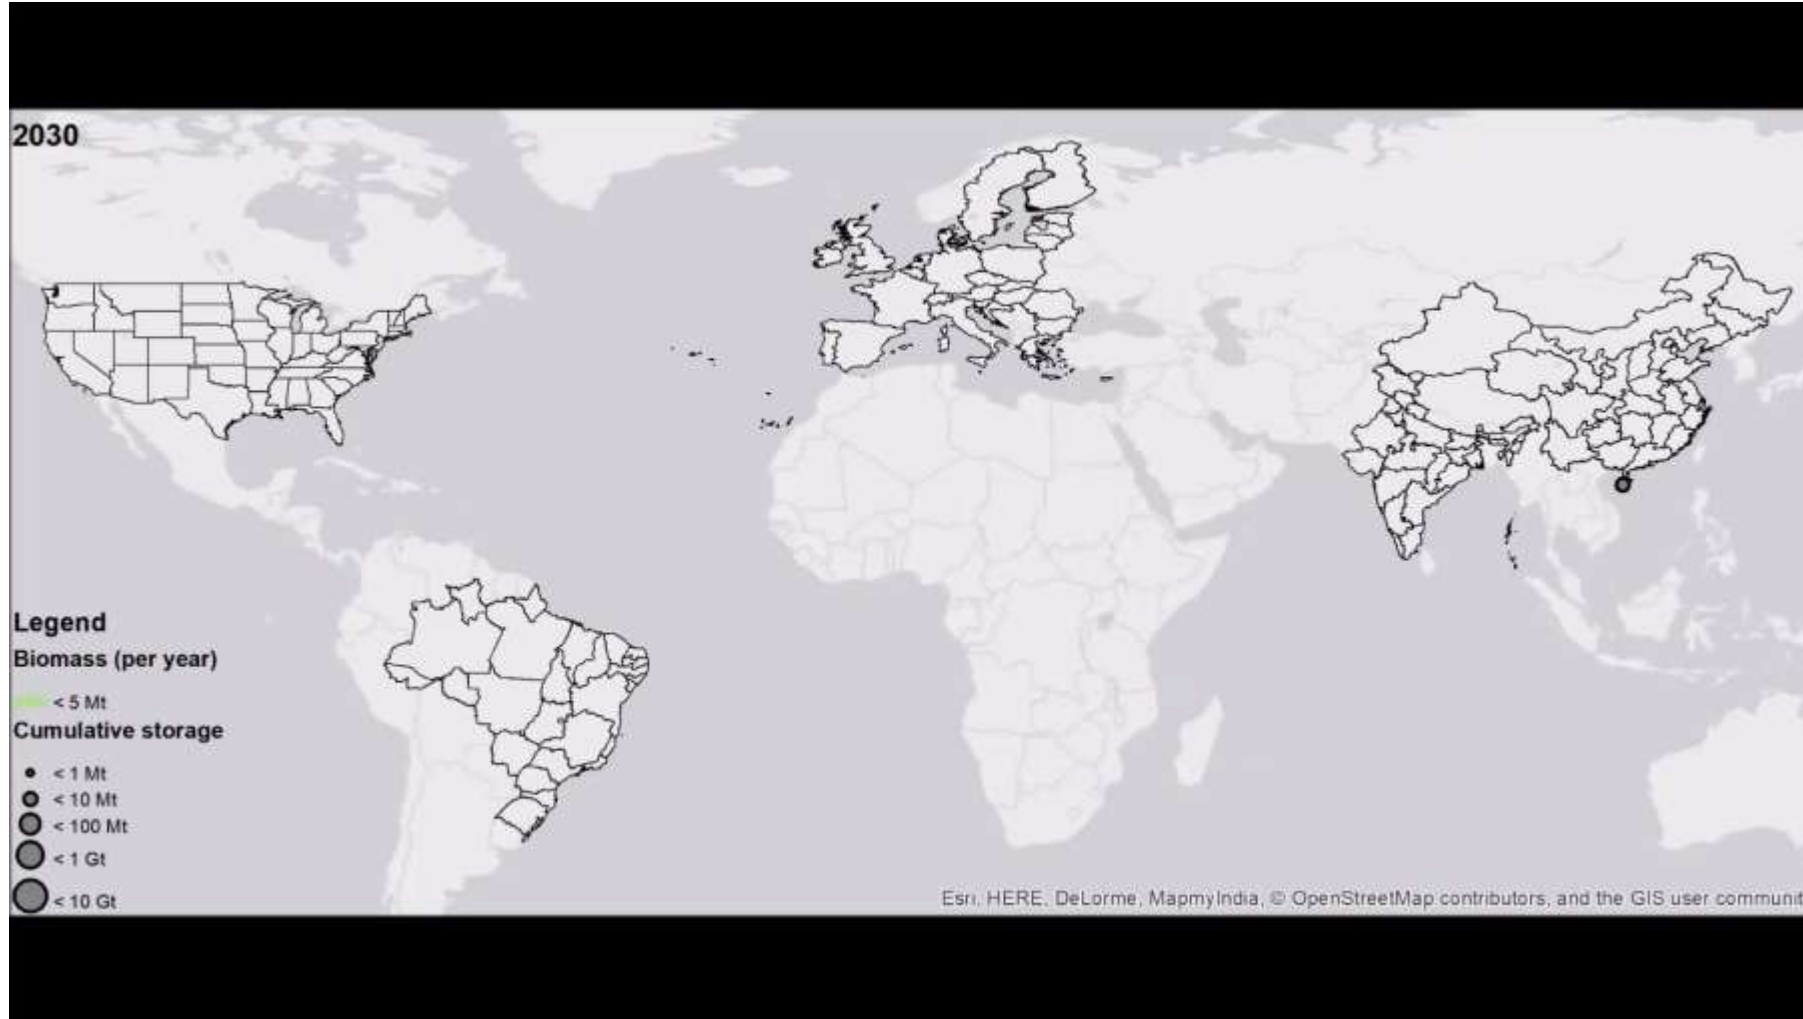 2030
Legend
Biomass (per year)
< 5 Mt
Cumulative storage
< 1 Mt
< 10 Mt
< 100 Mt
< 1 Gt
< 10 Gt
Esri, HERE, DeLorme, MapmyIndia, © OpenStreetMap contributors, and the GIS user communit